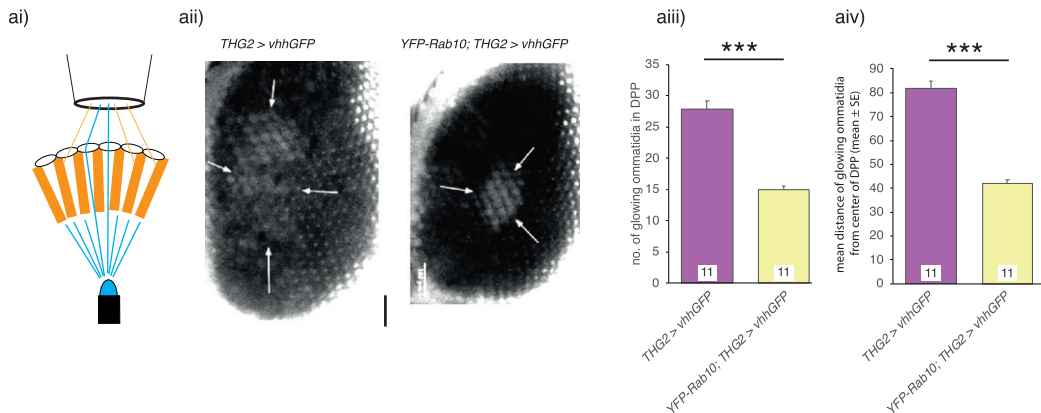 ai)
aii)
THG2 > vhhGFP
YFP-Rab10; THG2 > vhhGFP
aiii)
***
no. of glowing ommatidia in DPP
35
30
25
20
15
10
5
0
11
11
THG2 > vhhGFP
YFP-Rab10; THG2 > vhhGFP
aiv)
***
mean distance of glowing ommatidia
from center of DPP (mean ± SE)
90
80
70
60
50
40
30
20
10
0
11
11
THG2 > vhhGFP
YFP-Rab10; THG2 > vhhGFP